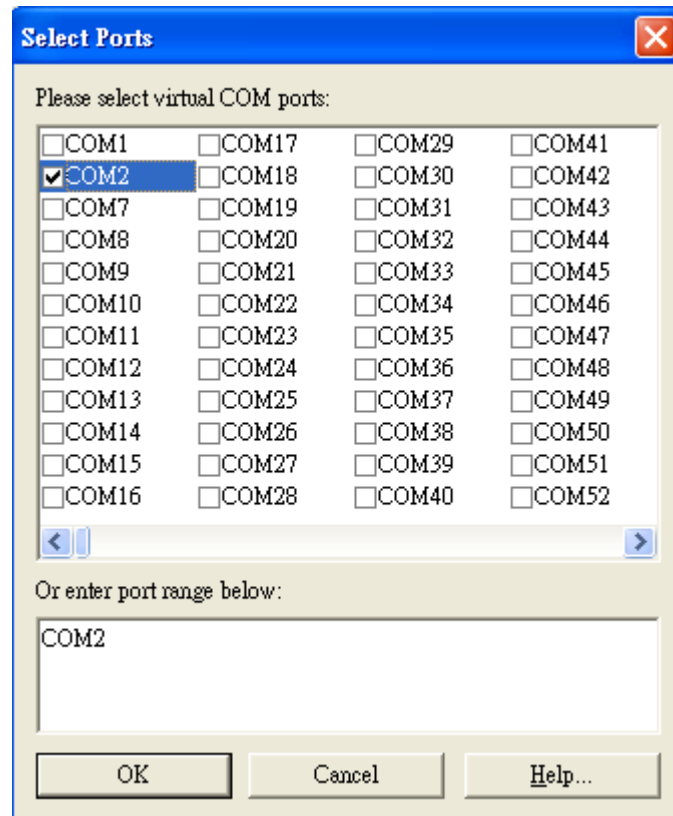 Select Ports
Please select virtual COM ports:
COM1 COM17 COM29 COM41
COM2 COM18 COM30 COM42
COM7 COM19 COM31 COM43
COM8 COM20 COM32 COM44
COM9 COM21 COM33 COM45
COM10 COM22 COM34 COM46
COM11 COM23 COM35 COM47
COM12 COM24 COM36 COM48
COM13 COM25 COM37 COM49
COM14 COM26 COM38 COM50
COM15 COM27 COM39 COM51
COM16 COM28 COM40 COM52
Or enter port range below:
COM2
OK Cancel Help...